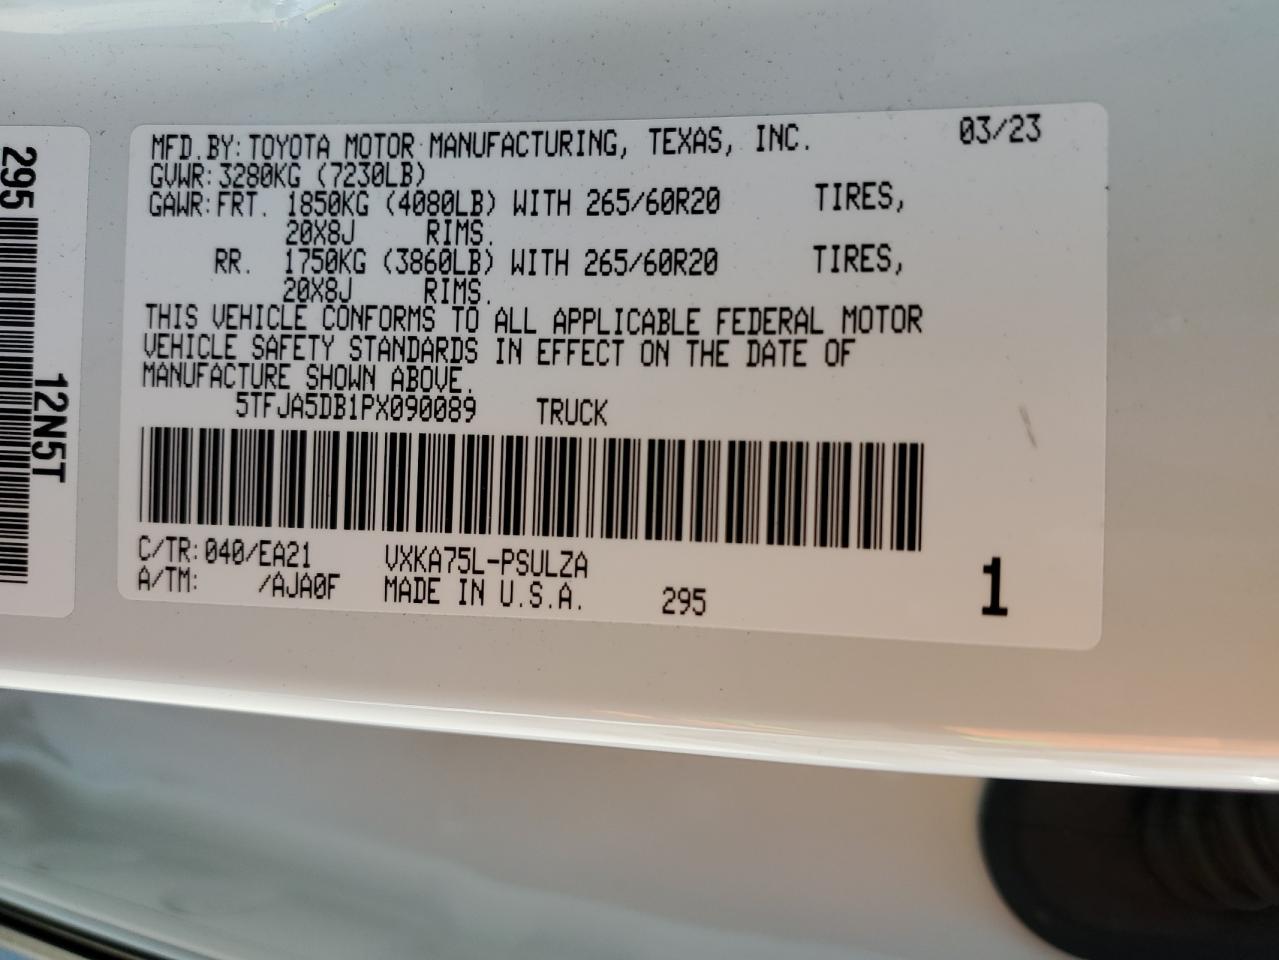 MFD.BY: TOYOTA MOTOR MANUFACTURING, TEXAS, INC. 03/23
GVWR: 3280KG (7230LB)
GAWR: FRT. 1850KG (4080LB) WITH 265/60R20 TIRES,
20X8J RIMS.
RR. 1750KG (3860LB) WITH 265/60R20 TIRES,
20X8J RIMS.
THIS VEHICLE CONFORMS TO ALL APPLICABLE FEDERAL MOTOR
VEHICLE SAFETY STANDARDS IN EFFECT ON THE DATE OF
MANUFACTURE SHOWN ABOVE.
5TFJA5DB1PX090089 TRUCK
C/TR: 040/EA21 VXKA75L-PSULZA
A/TM: /AJA0F MADE IN U.S.A. 295 1
295
12N5T